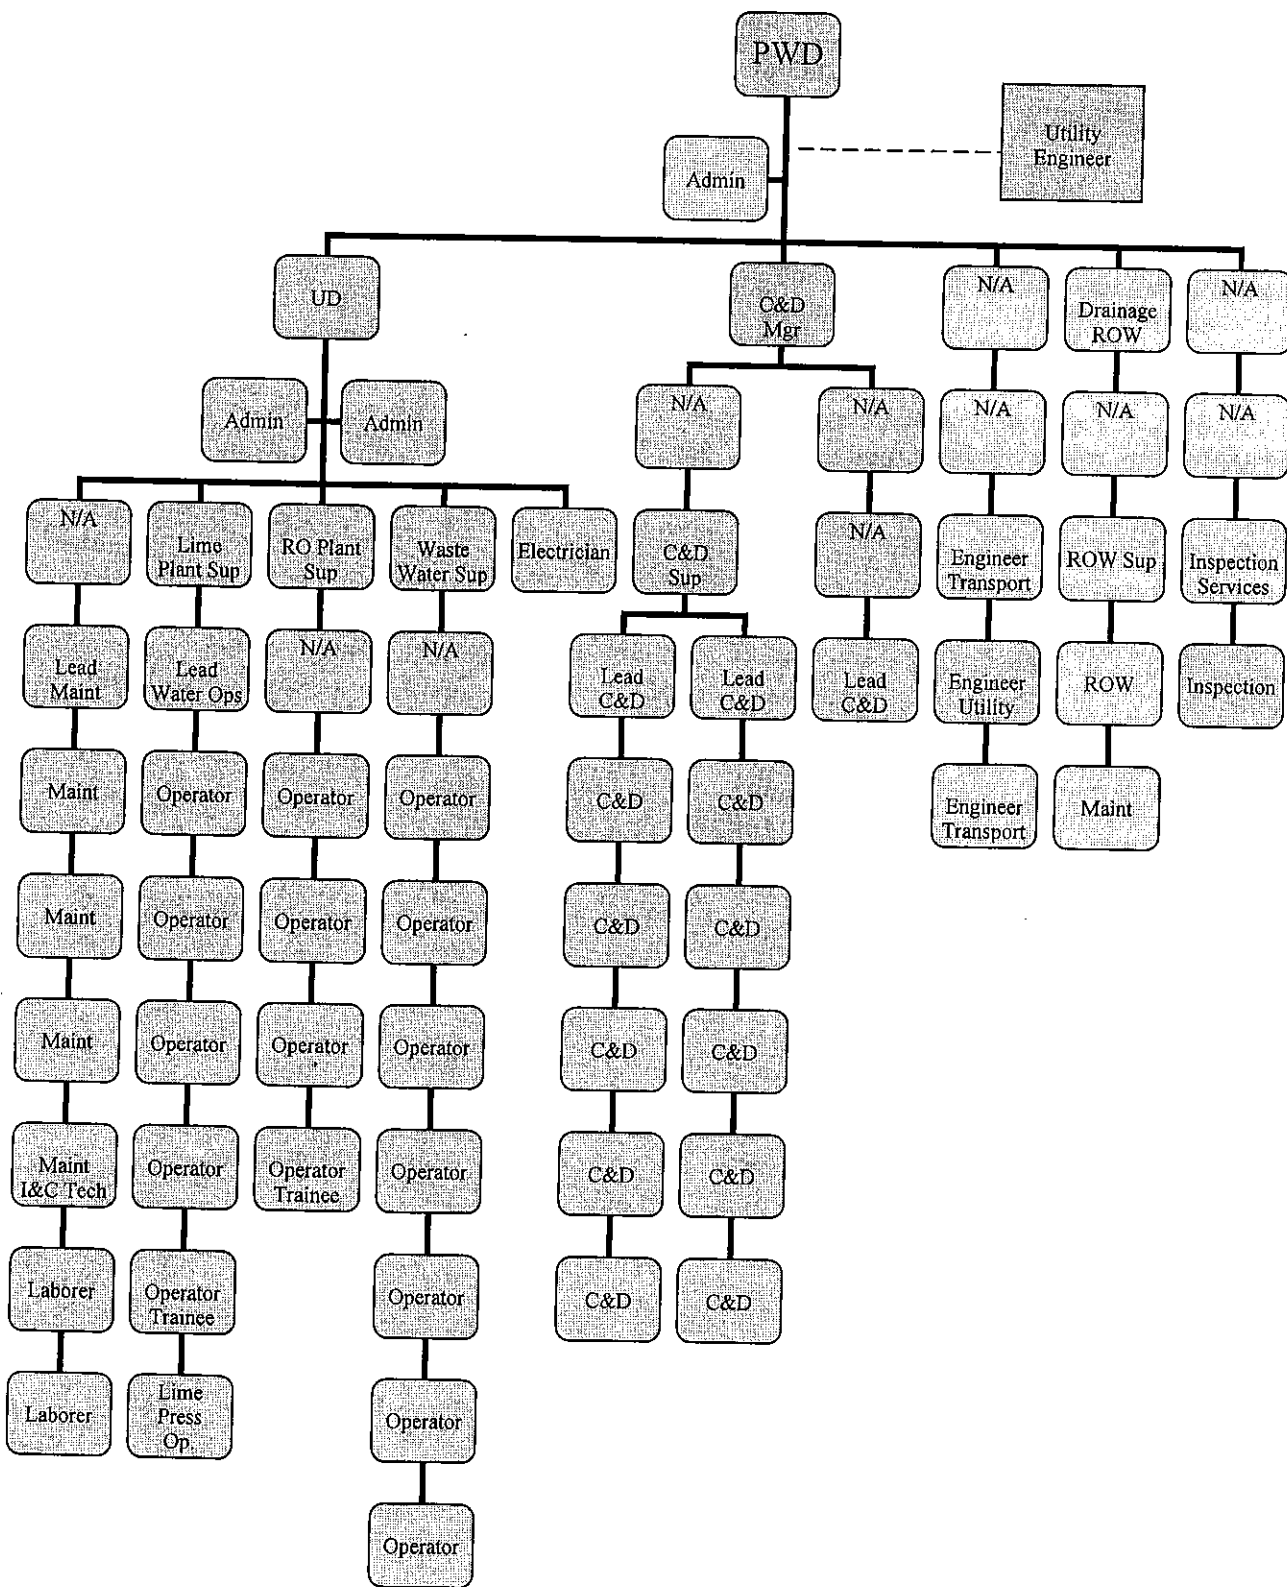 PWD
Utility
Engineer
Admin
UD
C&D
Mgr
N/A
Drainage
ROW
N/A
Admin
Admin
N/A
N/A
N/A
N/A
N/A
N/A
Lime
Plant Sup
RO Plant
Sup
Waste
Water Sup
Electrician
C&D
Sup
N/A
Engineer
Transport
ROW Sup
Inspection
Services
Lead
Maint
Lead
Water Ops
N/A
N/A
Lead
C&D
Lead
C&D
Lead
C&D
Engineer
Utility
ROW
Inspection
Maint
Operator
Operator
Operator
C&D
C&D
Engineer
Transport
Maint
Maint
Operator
Operator
Operator
C&D
C&D
Maint
Operator
Operator
Operator
C&D
C&D
Maint
I&C Tech
Operator
Operator
Trainee
Operator
C&D
C&D
Laborer
Operator
Trainee
Operator
C&D
C&D
Laborer
Lime
Press
Op.
Operator
Operator